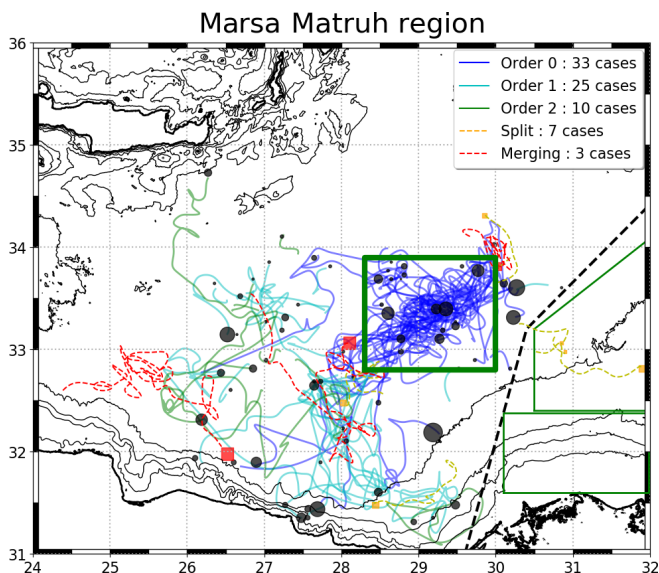 Marsa Matruh region
36
35
34
33
32
31
24
25
26
27
28
29
30
31
32
Order 0 : 33 cases
Order 1 : 25 cases
Order 2 : 10 cases
Split : 7 cases
Merging : 3 cases